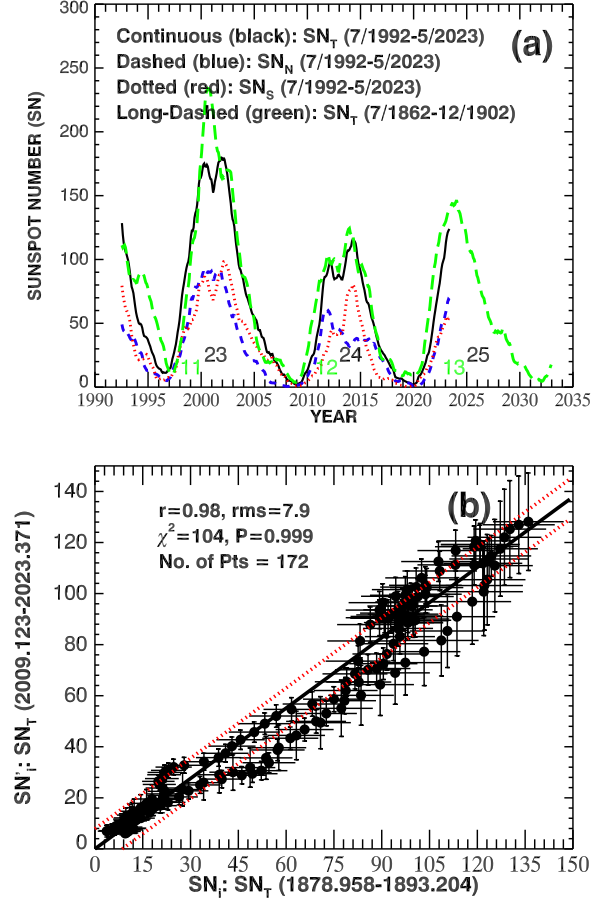 300
250
200
150
100
50
0
SUNSPOT NUMBER (SN)
Continuous (black): SN_T (7/1992-5/2023)
(a)
Dashed (blue): SN_N (7/1992-5/2023)
Dotted (red): SN_S (7/1992-5/2023)
Long-Dashed (green): SN_T (7/1862-12/1902)
11 23 12 24 13 25
1990 1995 2000 2005 2010 2015 2020 2025 2030 2035
YEAR
140
120
100
80
60
40
20
0
SN'_i: SN_T (2009.123-2023.371)
(b)
r=0.98, rms=7.9
χ²=104, P=0.999
No. of Pts = 172
0 15 30 45 60 75 90 105 120 135 150
SN_i: SN_T (1878.958-1893.204)